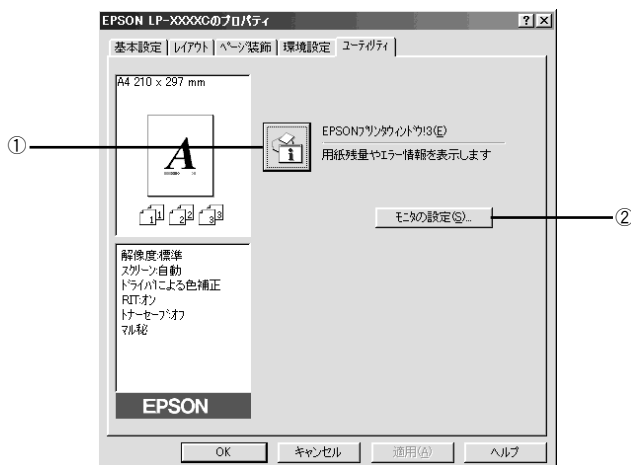 EPSON LP-XXXXCのプロパティ
? ×
基本設定 レイアウト ページ装飾 環境設定 ユーティリティ
A4 210 x 297 mm
A
1 1 2 2 3 3
①
i
EPSONプリンタウィンドウ!3(E)
用紙残量やエラー情報を表示します
モニタの設定(S)...
②
解像度:標準
スクリーン:自動
ドライバによる色補正
RIT:オン
トナーセーブ:オフ
マル秘
EPSON
OK キャンセル 適用(A) ヘルプ